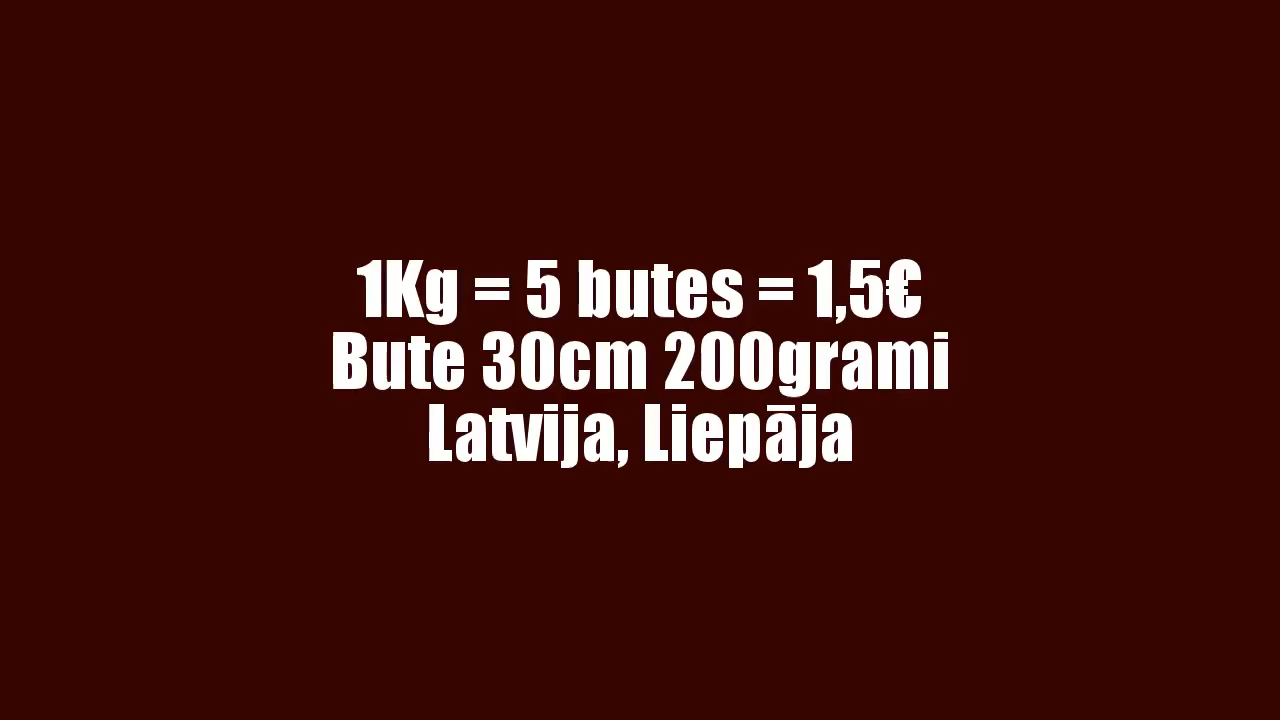 1Kg = 5 butes = 1,5€
Bute 30cm 200grami
Latvija, Liepāja